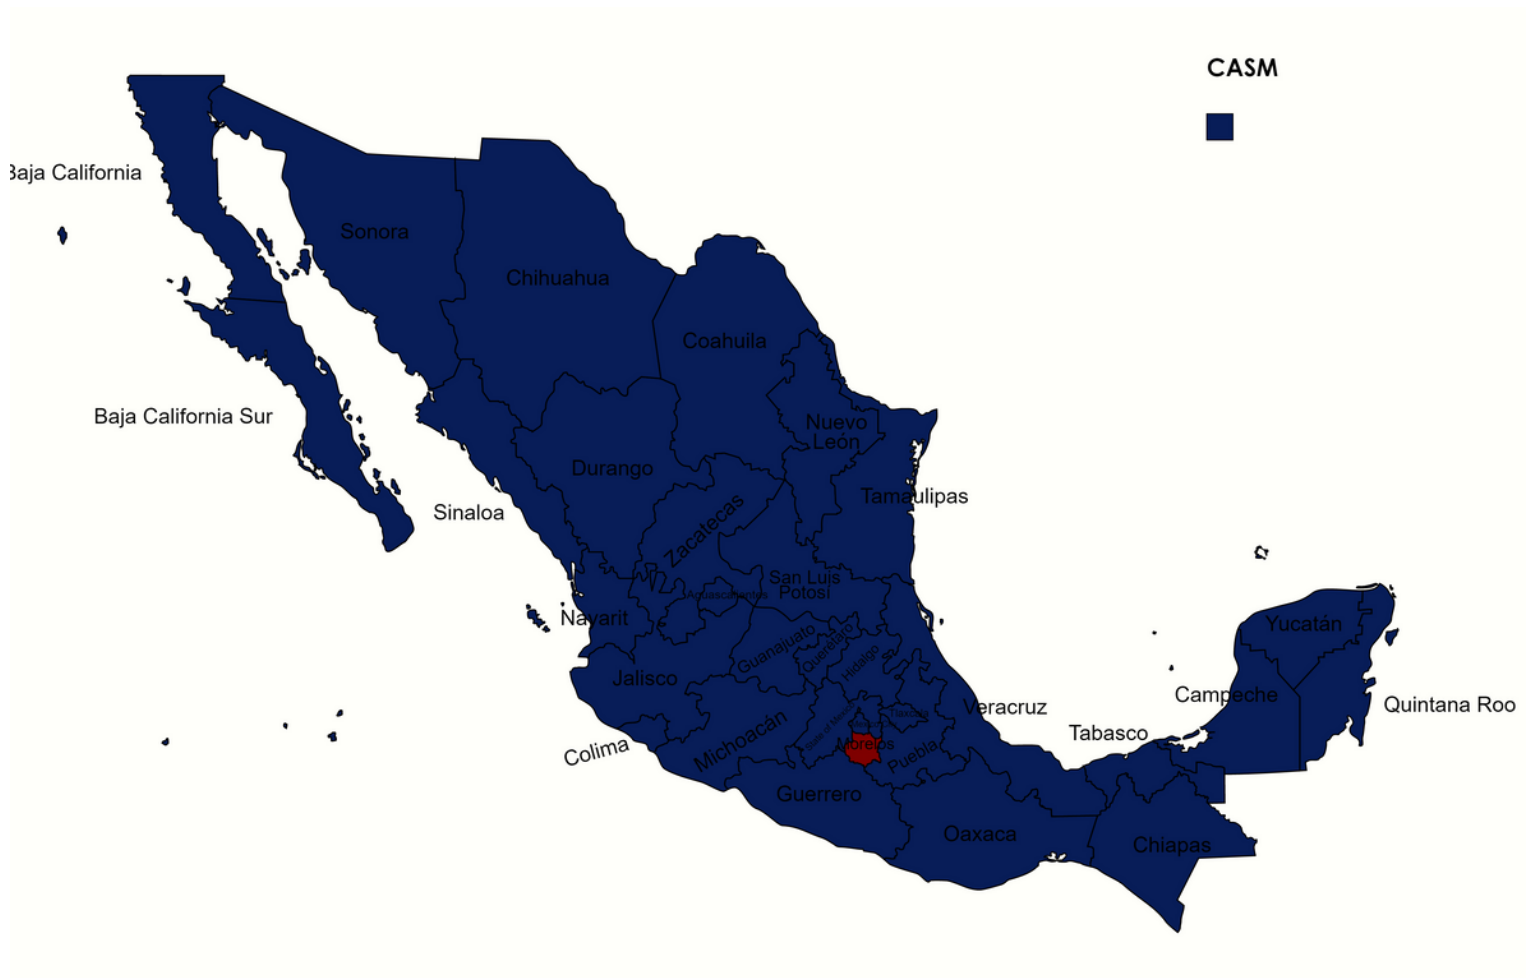 CASM
Baja California
Sonora
Chihuahua
Coahuila
Baja California Sur
Nuevo
León
Durango
Tamaulipas
Sinaloa
Zacatecas
San Luis
Potosí
Aguascalientes
Nayarit
Yucatán
Guanajuato
Querétaro
Hidalgo
Jalisco
Campeche
Quintana Roo
Veracruz
Tlaxcala
State of Mexico
Tabasco
Colima
Michoacán
Morelos
Puebla
Guerrero
Oaxaca
Chiapas